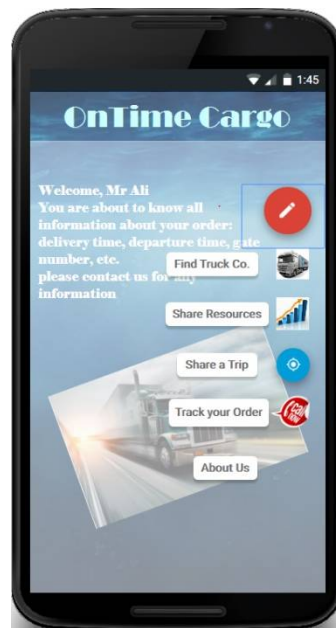 1:45
OnTime Cargo
Welcome, Mr Ali
You are about to know all
information about your order:
delivery time, departure time, gate
number, etc.
please contact us for any
information
Find Truck Co.
Share Resources
Share a Trip
Track your Order
About Us